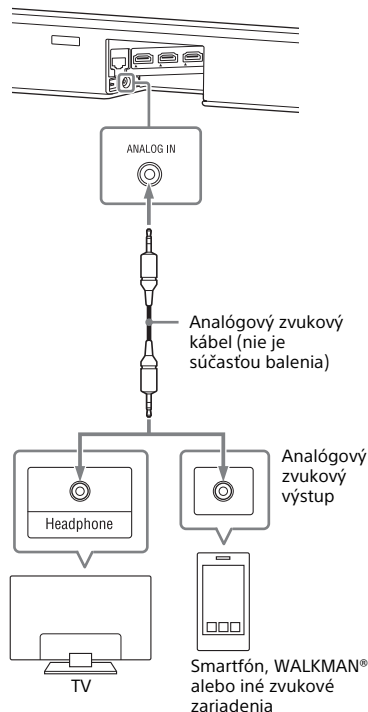 ANALOG IN
Analógový zvukový
kábel (nie je
súčasťou balenia)
Analógový
zvukový
výstup
Headphone
TV
Smartfón, WALKMAN®
alebo iné zvukové
zariadenia